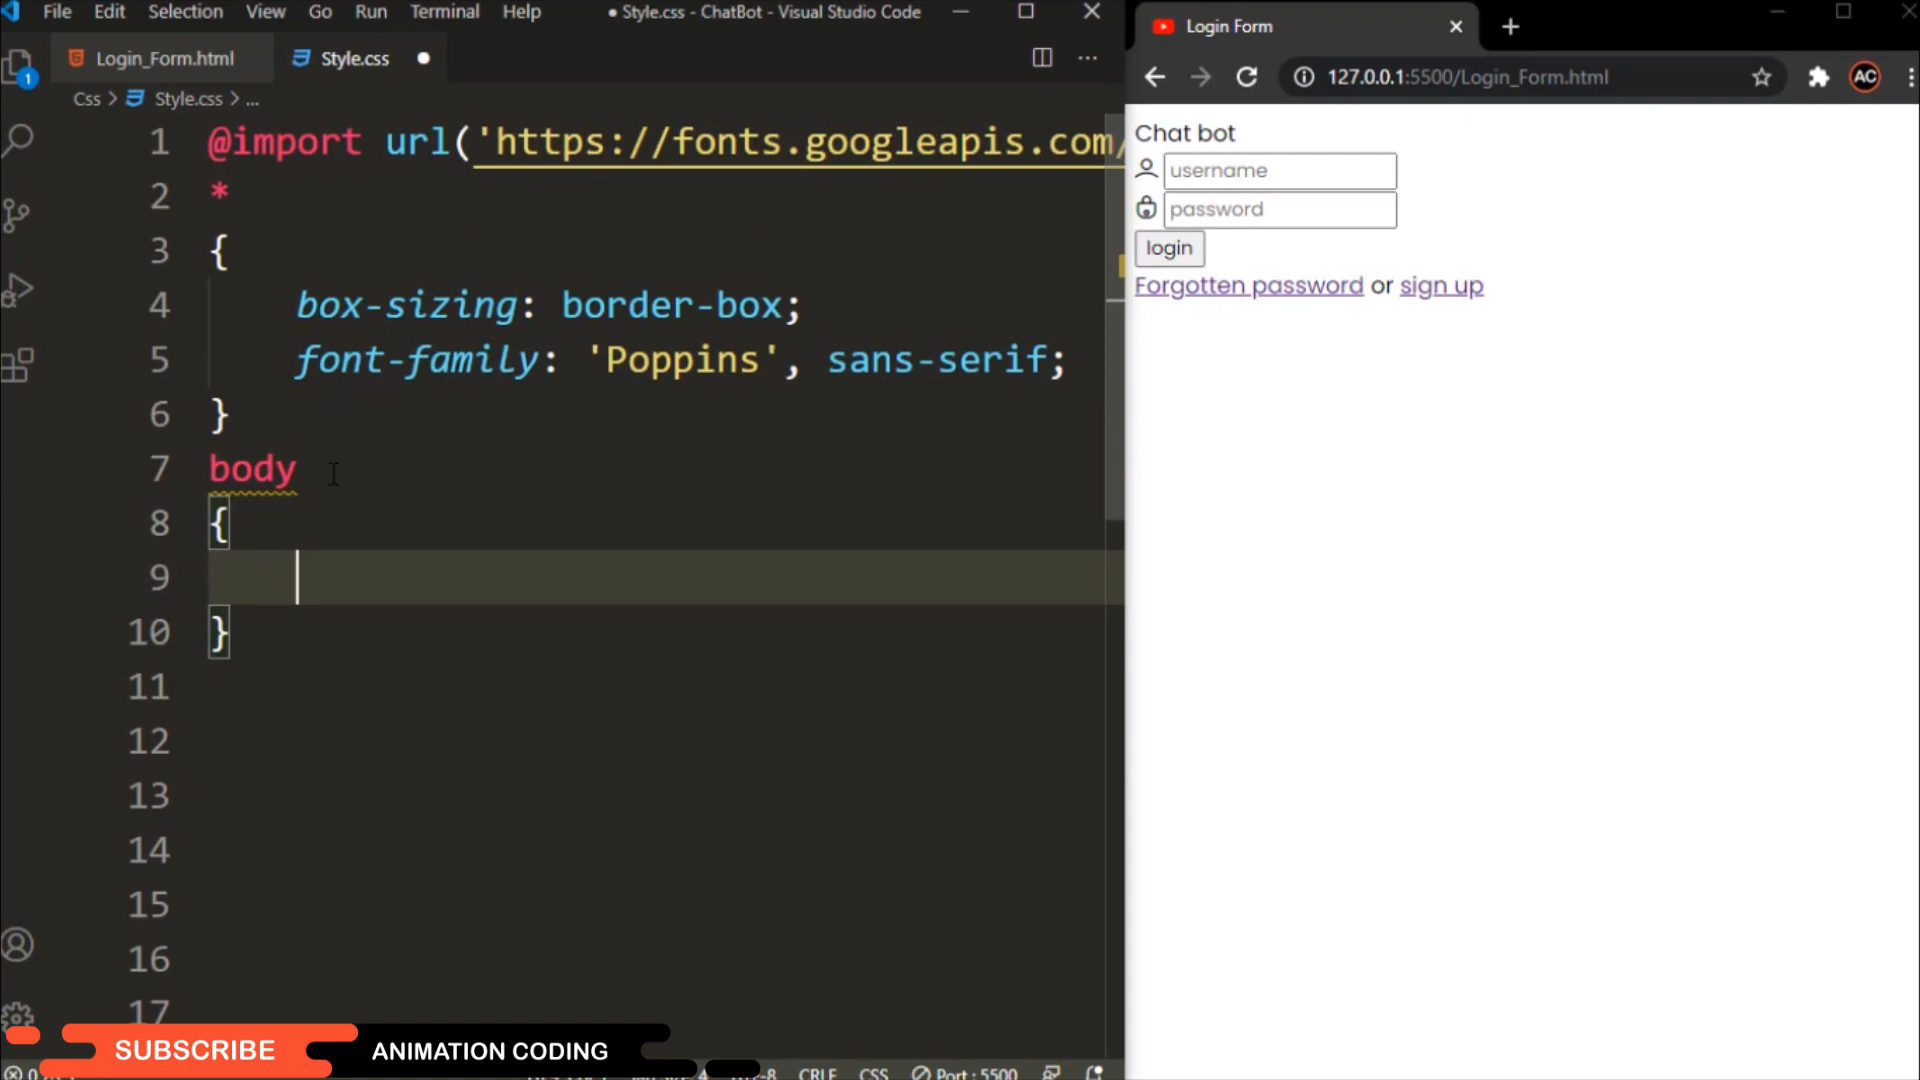 File Edit Selection View Go Run Terminal Help
● Style.css - ChatBot - Visual Studio Code
Login_Form.html
Style.css
Css > Style.css > ...
1 @import url('https://fonts.googleapis.com/
2 *
3 {
4 box-sizing: border-box;
5 font-family: 'Poppins', sans-serif;
6 }
7 body
8 {
9
10 }
11
12
13
14
15
16
17
1
SUBSCRIBE
ANIMATION CODING
CRLF CSS Port : 5500
Login Form
127.0.0.1:5500/Login_Form.html
AC
Chat bot
username
password
login
Forgotten password or sign up